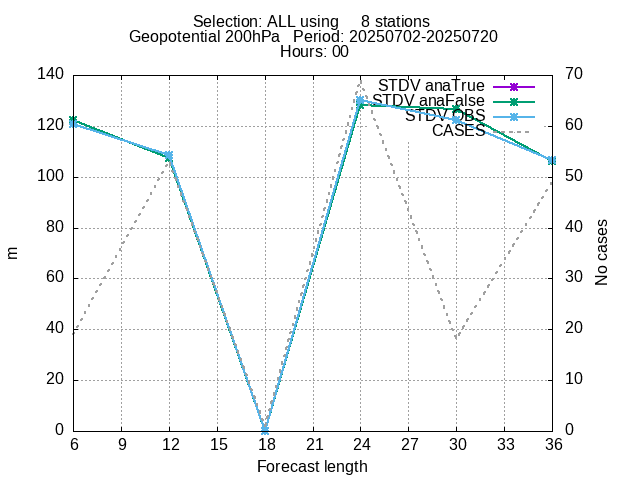 Selection: ALL using 8 stations
Geopotential 200hPa Period: 20250702-20250720
Hours: 00
140 70
STDV anaTrue
STDV anaFalse
STDV OBS
CASES
120 60
100 50
80 40
m
No cases
60 30
40 20
20 10
0 0
6 9 12 15 18 21 24 27 30 33 36
Forecast length